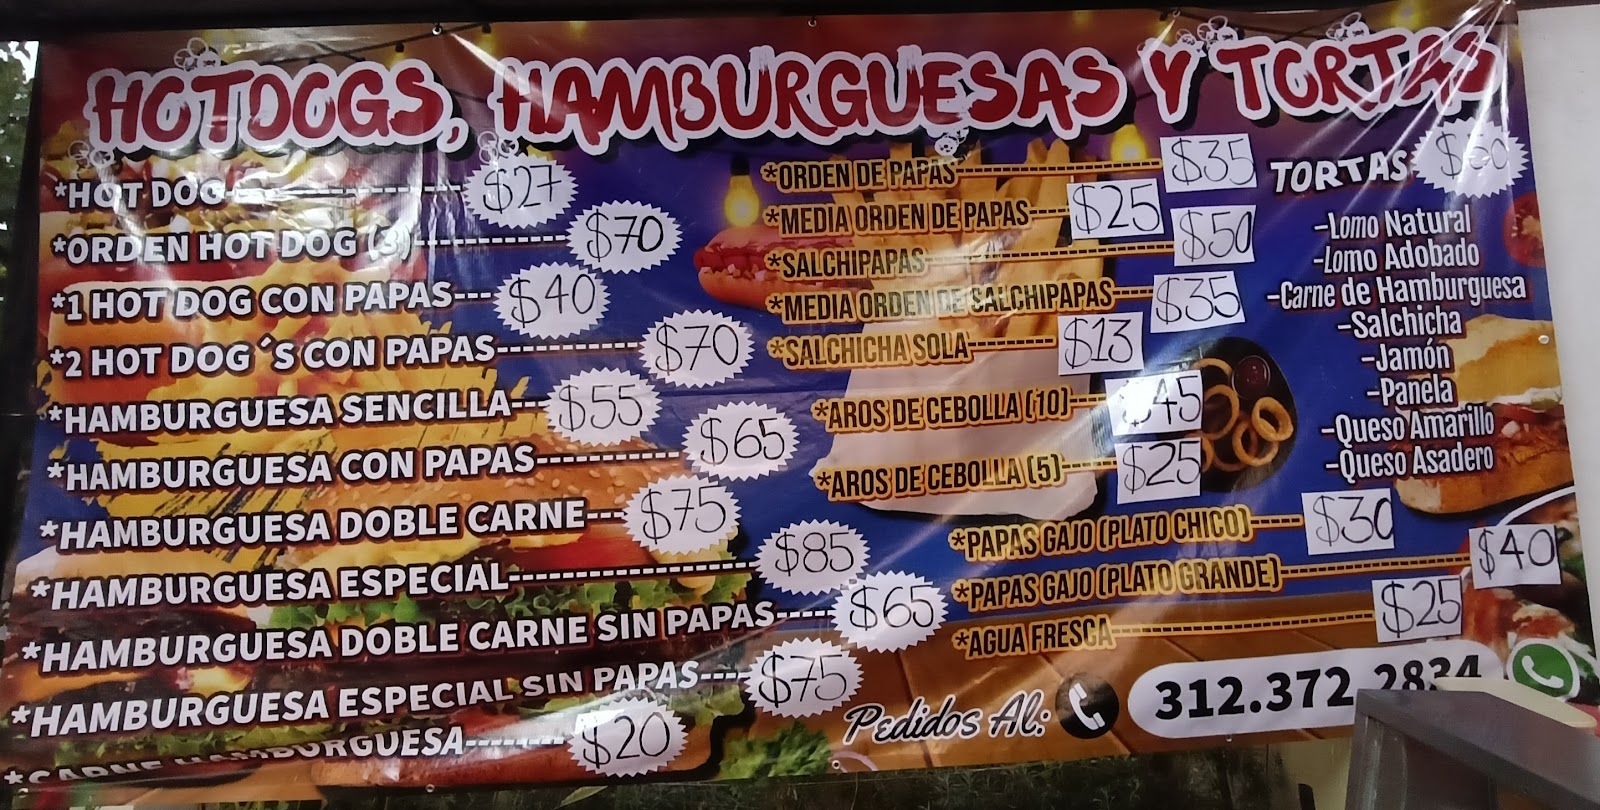 HOTDOGS, HAMBURGUESAS Y TORTAS
*HOT DOG $27
*ORDEN HOT DOG (3) $70
*1 HOT DOG CON PAPAS $40
*2 HOT DOG´S CON PAPAS $70
*HAMBURGUESA SENCILLA $55
*HAMBURGUESA CON PAPAS $65
*HAMBURGUESA DOBLE CARNE $75
*HAMBURGUESA ESPECIAL $85
*HAMBURGUESA DOBLE CARNE SIN PAPAS $65
*HAMBURGUESA ESPECIAL SIN PAPAS $75
*CARNE HAMBURGUESA $20
*ORDEN DE PAPAS $35
*MEDIA ORDEN DE PAPAS $25
*SALCHIPAPAS $50
*MEDIA ORDEN DE SALCHIPAPAS $35
*SALCHICHA SOLA $13
*AROS DE CEBOLLA (10) $45
*AROS DE CEBOLLA (5) $25
*PAPAS GAJO (PLATO CHICO) $30
*PAPAS GAJO (PLATO GRANDE) $40
*AGUA FRESCA $25
TORTAS
-Lomo Natural
-Lomo Adobado
-Carne de Hamburguesa
-Salchicha
-Jamón
-Panela
-Queso Amarillo
-Queso Asadero
Pedidos Al: 312.372.2834